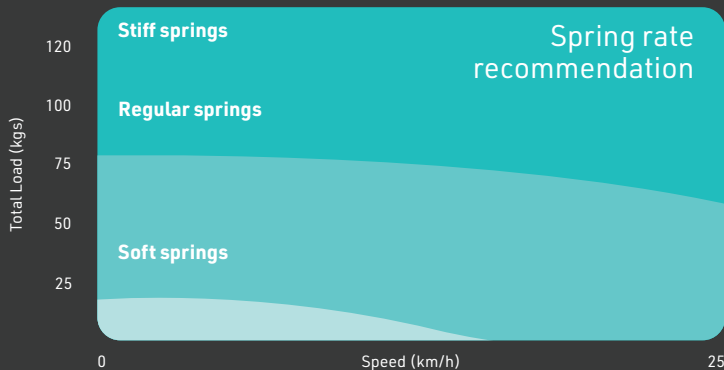 Stiff springs
Spring rate
recommendation
Regular springs
Soft springs
Total Load (kgs)
120
100
75
50
25
0
Speed (km/h)
25